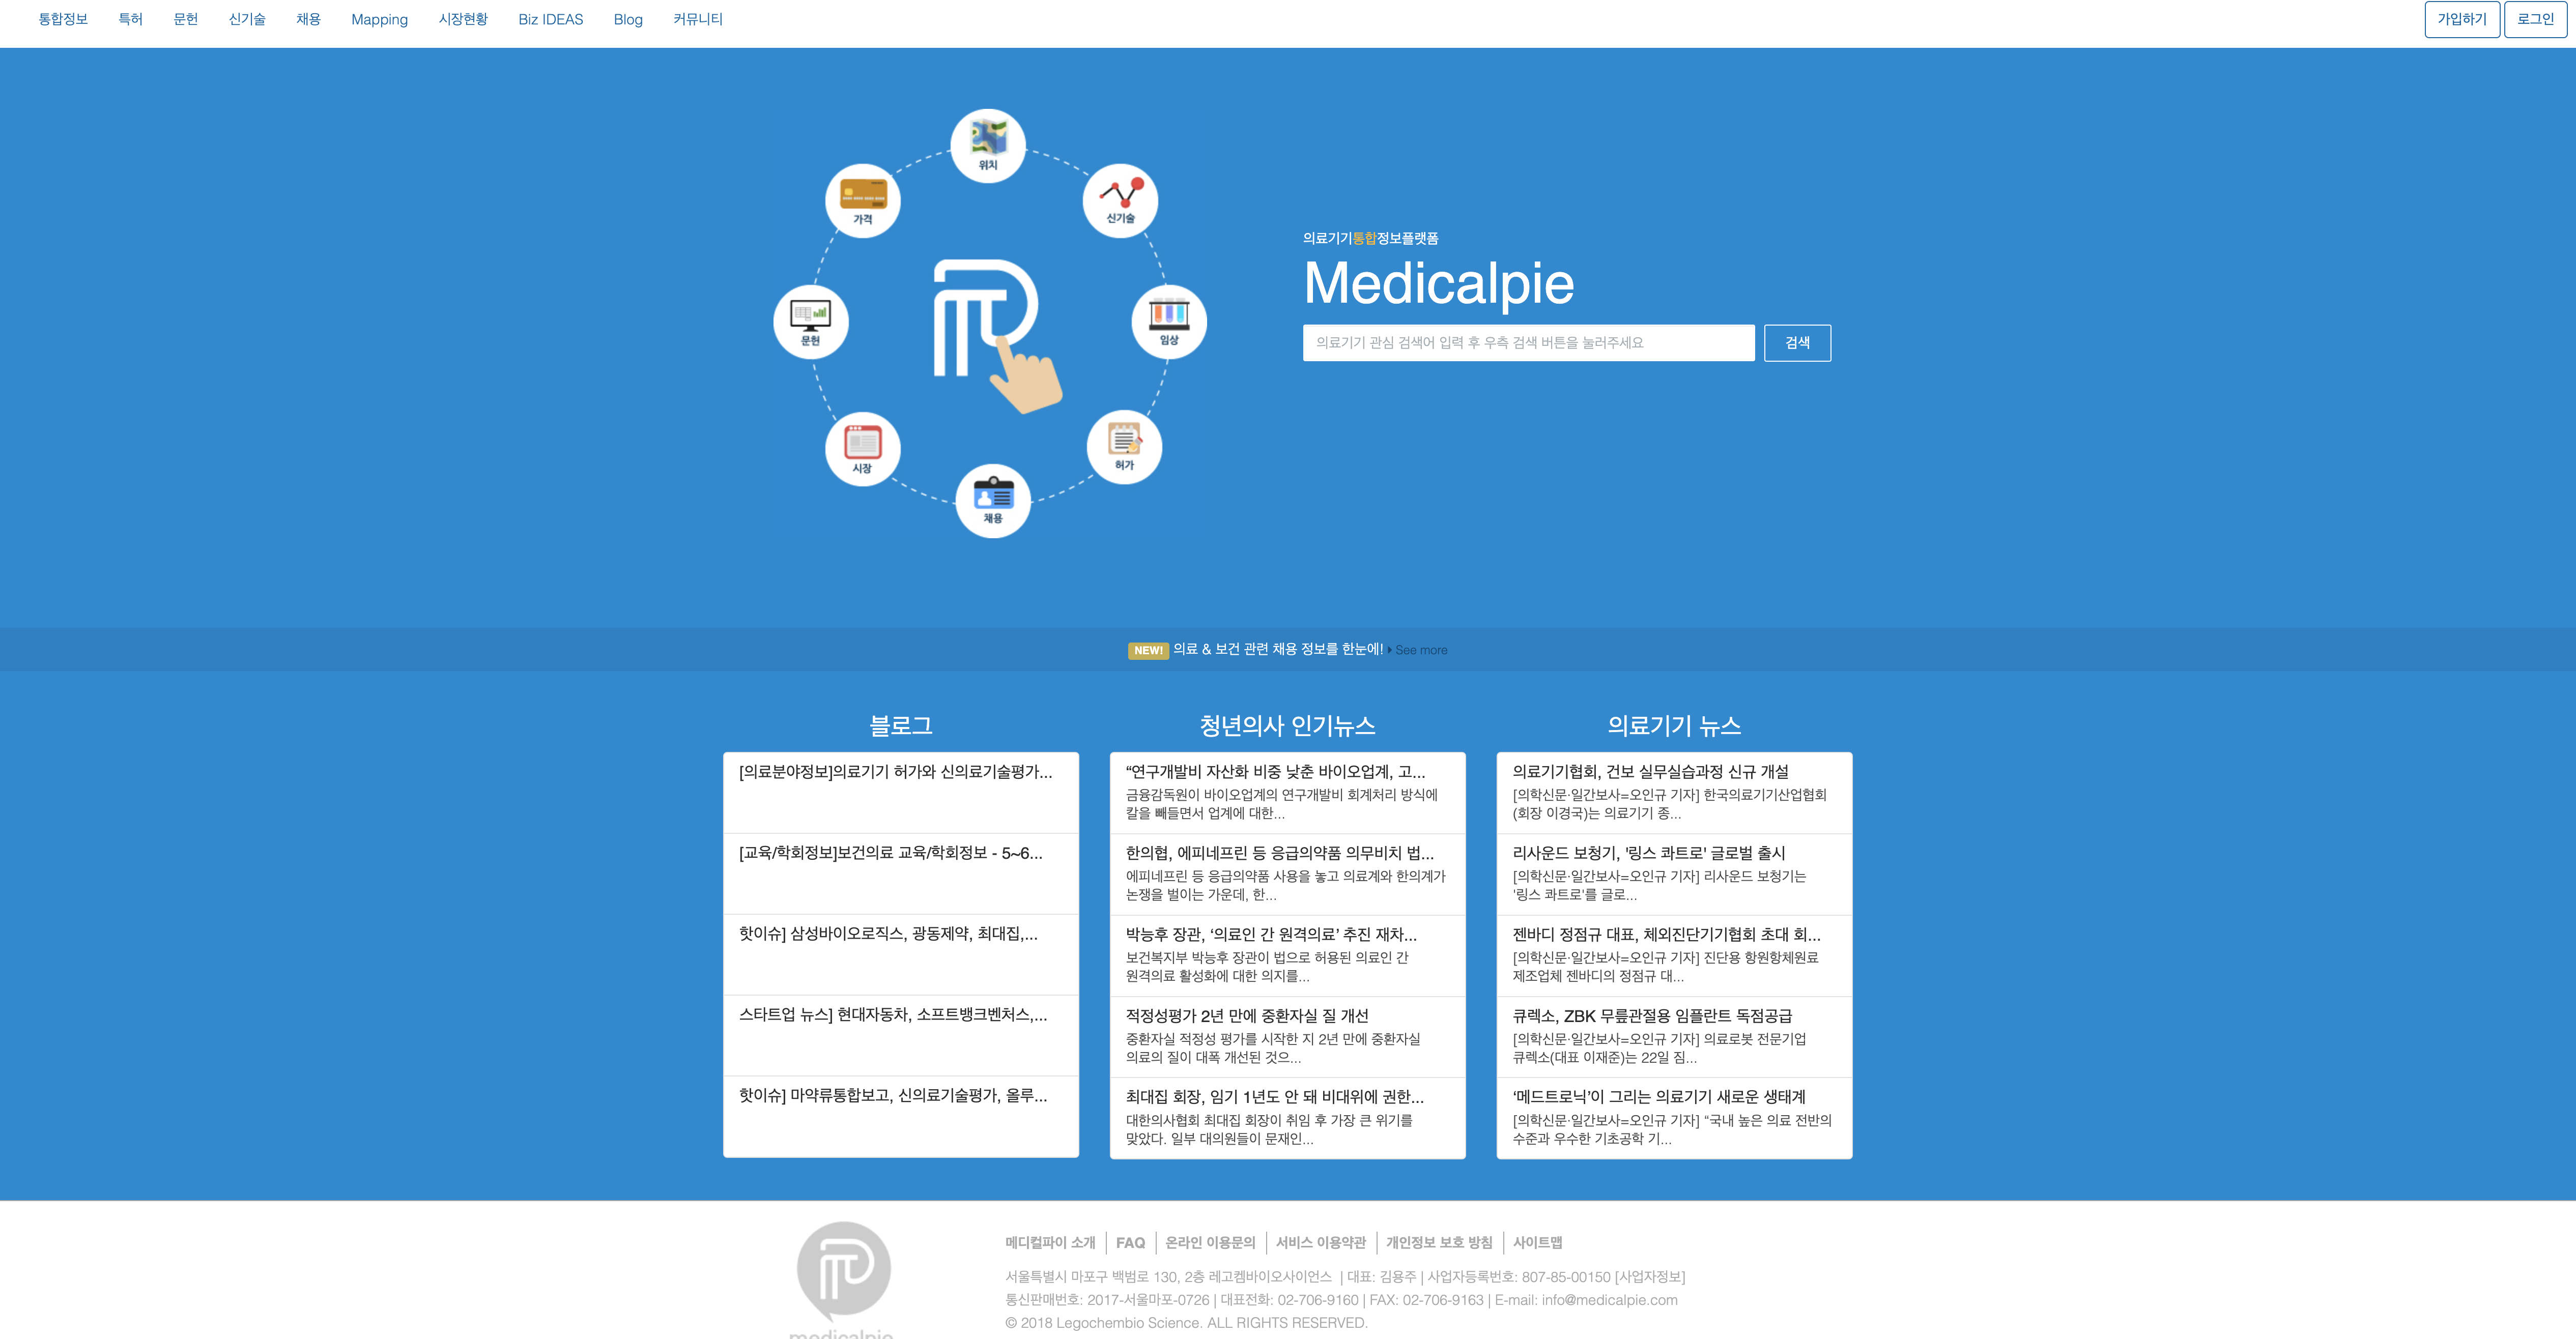 통합정보 특허 문헌 신기술 채용 Mapping 시장현황 Biz IDEAS Blog 커뮤니티 가입하기 로그인
위치
가격
신기술
문헌
임상
시장
허가
채용
의료기기통합정보플랫폼
Medicalpie
의료기기 관심 검색어 입력 후 우측 검색 버튼을 눌러주세요 검색
NEW! 의료 & 보건 관련 채용 정보를 한눈에! See more
블로그
[의료분야정보]의료기기 허가와 신의료기술평가...
[교육/학회정보]보건의료 교육/학회정보 - 5~6...
핫이슈] 삼성바이오로직스, 광동제약, 최대집,...
스타트업 뉴스] 현대자동차, 소프트뱅크벤처스,...
핫이슈] 마약류통합보고, 신의료기술평가, 올루...
청년의사 인기뉴스
“연구개발비 자산화 비중 낮춘 바이오업계, 고...
금융감독원이 바이오업계의 연구개발비 회계처리 방식에
칼을 빼들면서 업계에 대한...
한의협, 에피네프린 등 응급의약품 의무비치 법...
에피네프린 등 응급의약품 사용을 놓고 의료계와 한의계가
논쟁을 벌이는 가운데, 한...
박능후 장관, ‘의료인 간 원격의료’ 추진 재차...
보건복지부 박능후 장관이 법으로 허용된 의료인 간
원격의료 활성화에 대한 의지를...
적정성평가 2년 만에 중환자실 질 개선
중환자실 적정성 평가를 시작한 지 2년 만에 중환자실
의료의 질이 대폭 개선된 것으...
최대집 회장, 임기 1년도 안 돼 비대위에 권한...
대한의사협회 최대집 회장이 취임 후 가장 큰 위기를
맞았다. 일부 대의원들이 문재인...
의료기기 뉴스
의료기기협회, 건보 실무실습과정 신규 개설
[의학신문·일간보사=오인규 기자] 한국의료기기산업협회
(회장 이경국)는 의료기기 종...
리사운드 보청기, '링스 콰트로' 글로벌 출시
[의학신문·일간보사=오인규 기자] 리사운드 보청기는
'링스 콰트로'를 글로...
젠바디 정점규 대표, 체외진단기기협회 초대 회...
[의학신문·일간보사=오인규 기자] 진단용 항원항체원료
제조업체 젠바디의 정점규 대...
큐렉소, ZBK 무릎관절용 임플란트 독점공급
[의학신문·일간보사=오인규 기자] 의료로봇 전문기업
큐렉소(대표 이재준)는 22일 짐...
‘메드트로닉’이 그리는 의료기기 새로운 생태계
[의학신문·일간보사=오인규 기자] “국내 높은 의료 전반의
수준과 우수한 기초공학 기...
medicalpie
메디컬파이 소개 FAQ 온라인 이용문의 서비스 이용약관 개인정보 보호 방침 사이트맵
서울특별시 마포구 백범로 130, 2층 레고켐바이오사이언스 | 대표: 김용주 | 사업자등록번호: 807-85-00150 [사업자정보]
통신판매번호: 2017-서울마포-0726 | 대표전화: 02-706-9160 | FAX: 02-706-9163 | E-mail: info@medicalpie.com
© 2018 Legochembio Science. ALL RIGHTS RESERVED.